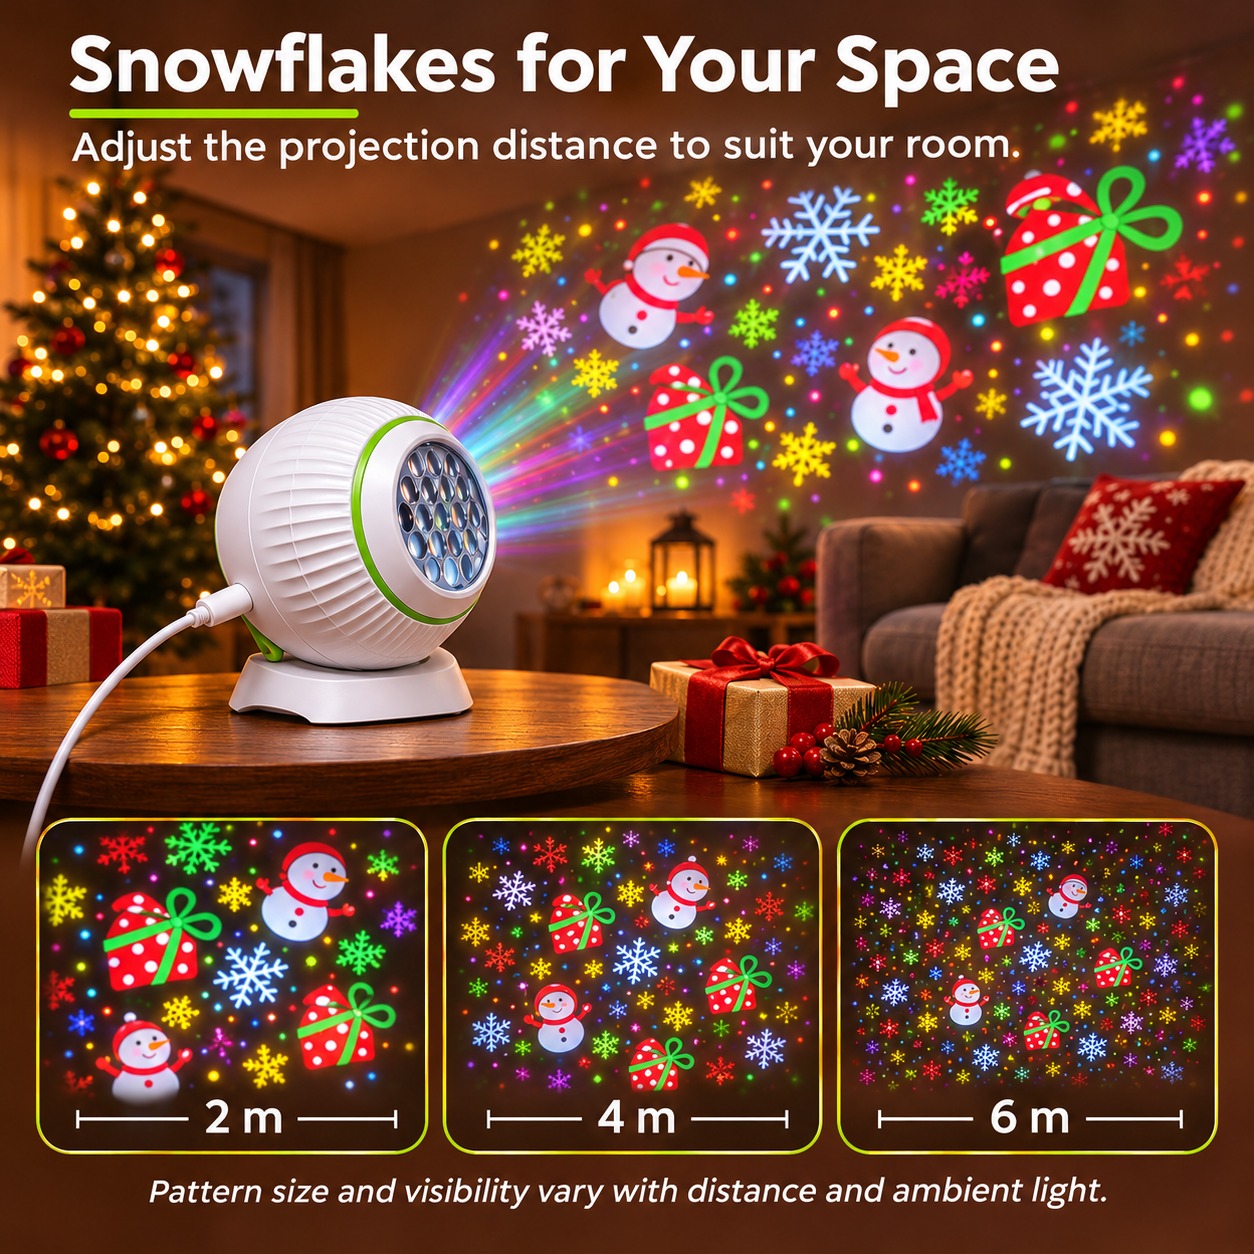 Snowflakes for Your Space
Adjust the projection distance to suit your room.
2 m
4 m
6 m
Pattern size and visibility vary with distance and ambient light.